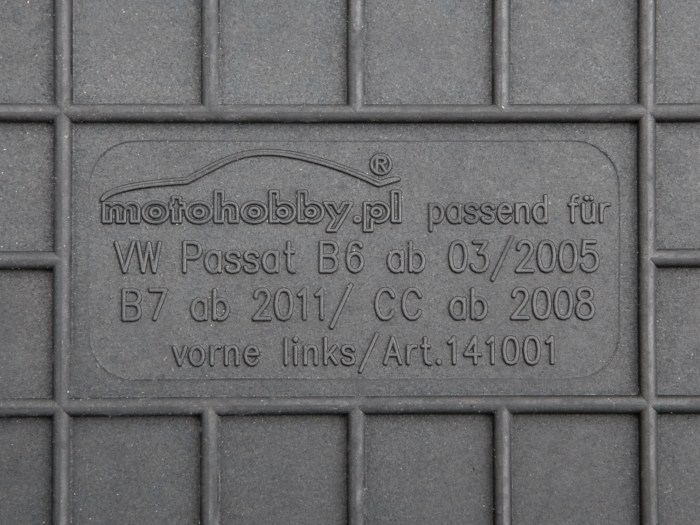 motohobby.pl® passend für
VW Passat B6 ab 03/2005
B7 ab 2011/ CC ab 2008
vorne links/Art.141001